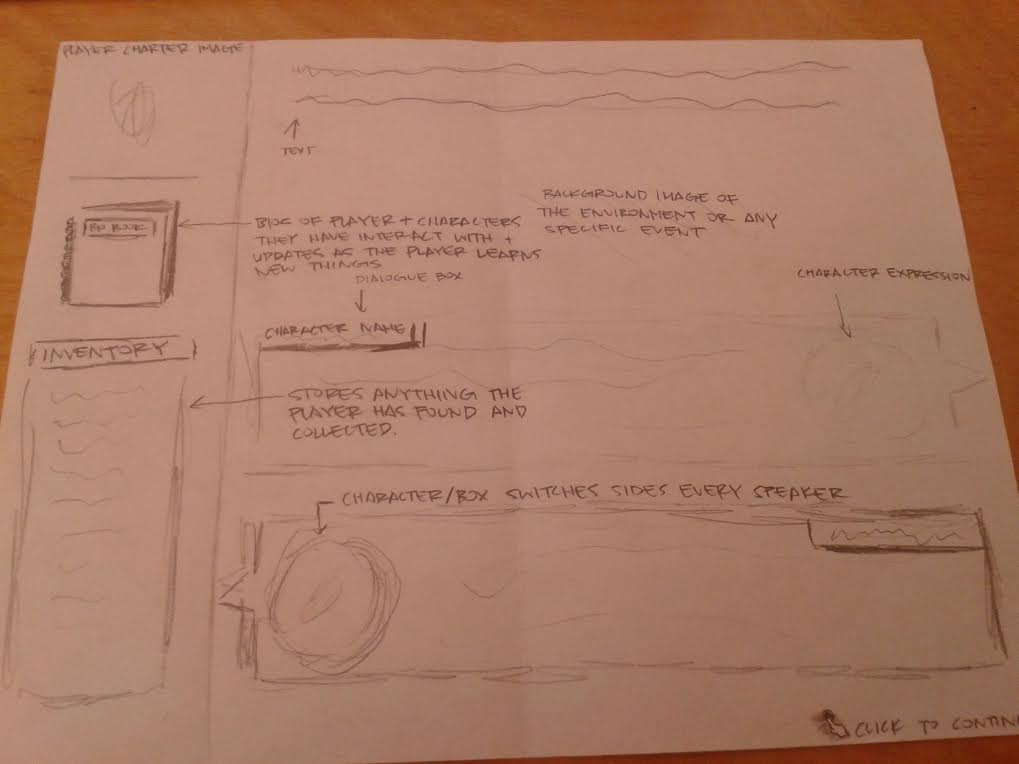 PLAYER CHARTER IMAGE
TEXT
BIO BOOK
BIOS OF PLAYER + CHARACTERS
THEY HAVE INTERACT WITH +
UPDATES AS THE PLAYER LEARNS
NEW THINGS
BACKGROUND IMAGE OF
THE ENVIRONMENT OR ANY
SPECIFIC EVENT
DIALOGUE BOX
CHARACTER EXPRESSION
CHARACTER NAME
INVENTORY
STORES ANYTHING THE
PLAYER HAS FOUND AND
COLLECTED.
CHARACTER/BOX SWITCHES SIDES EVERY SPEAKER
CLICK TO CONTIN